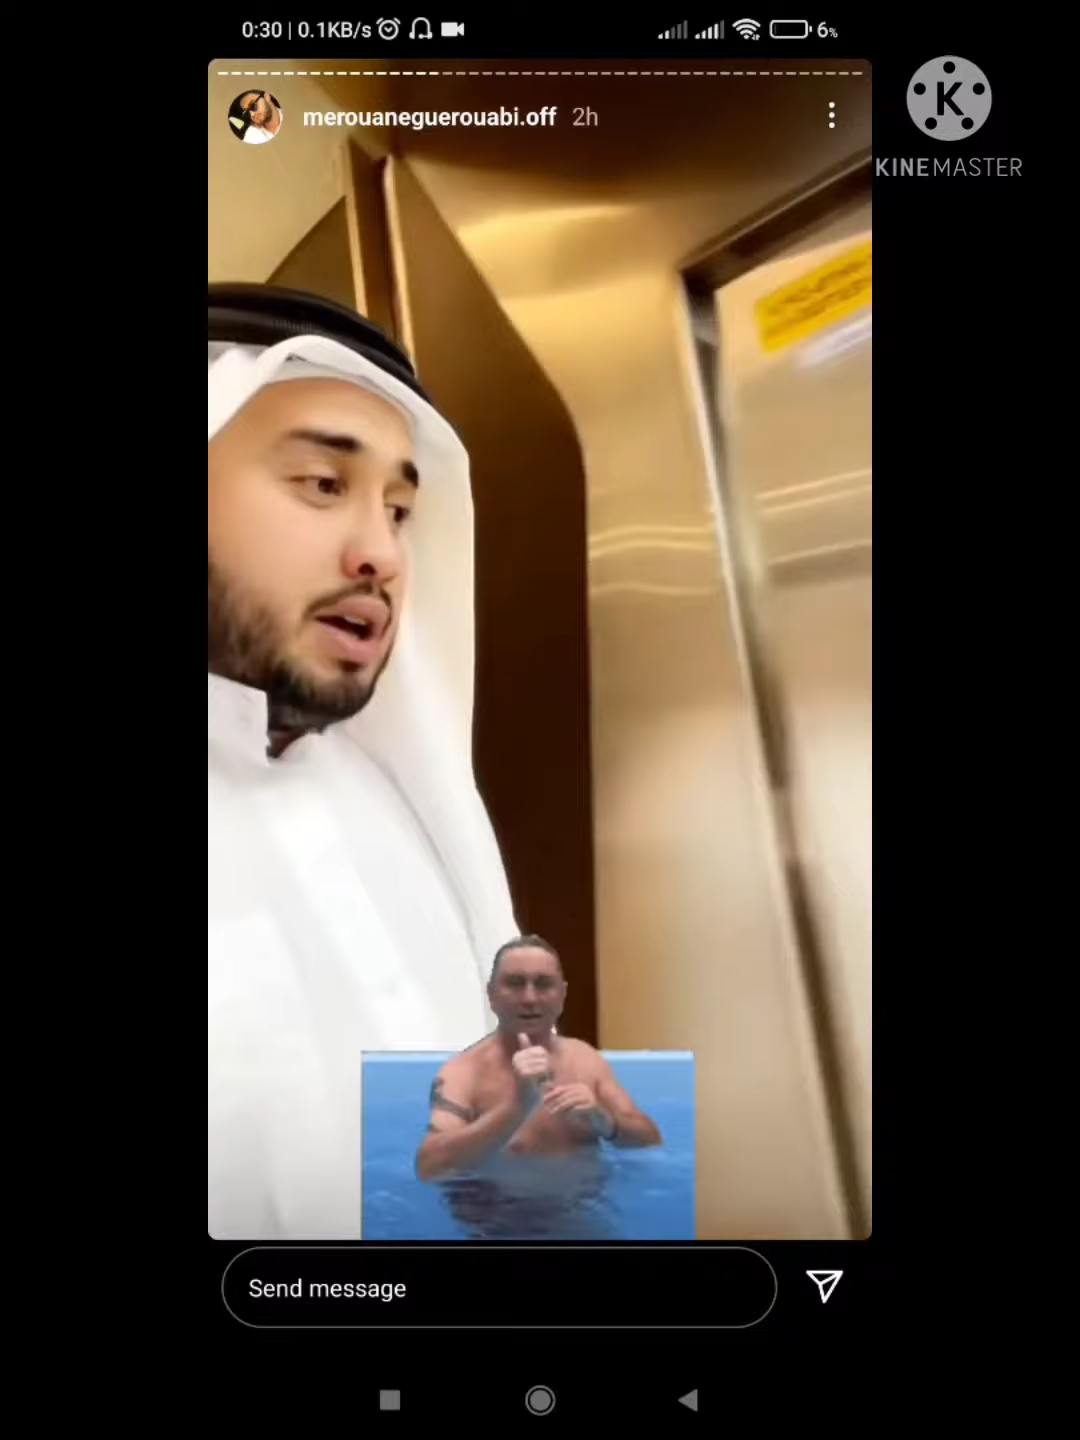 0:30 | 0.1KB/s 6%
merouaneguerouabi.off 2h
K
KINEMASTER
Send message